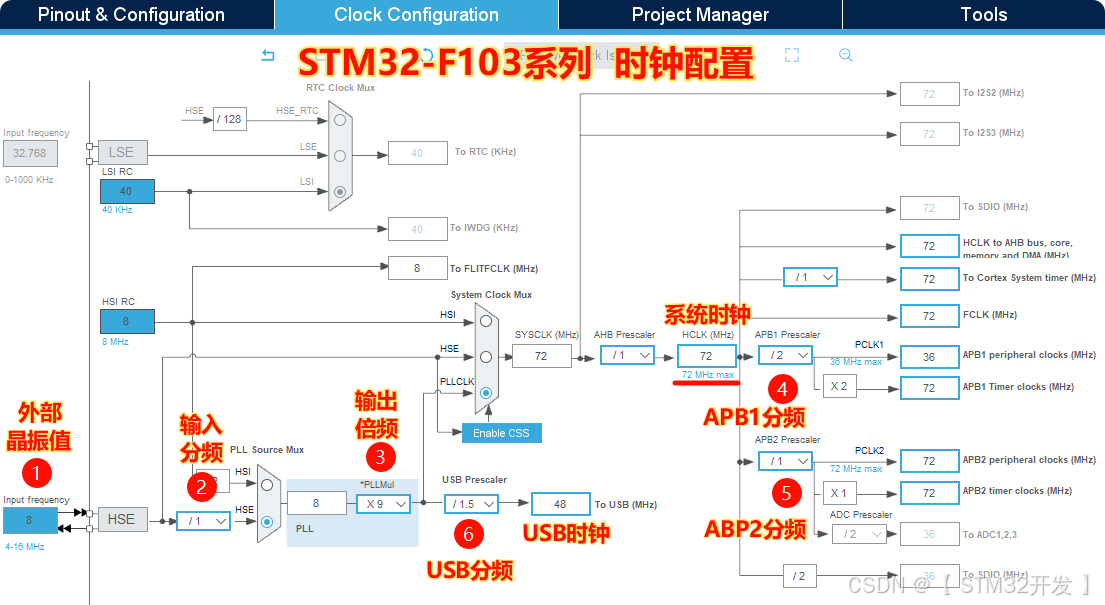 Pinout & Configuration
Clock Configuration
Project Manager
Tools
STM32-F103系列 时钟配置
RTC Clock Mux
HSE
/ 128
HSE_RTC
Input frequency
32.768
0-1000 KHz
LSE
LSE
40
To RTC (KHz)
LSI RC
40
40 KHz
LSI
40
To IWDG (KHz)
8
To FLITFCLK (MHz)
72
To I2S2 (MHz)
72
To I2S3 (MHz)
72
To SDIO (MHz)
72
HCLK to AHB bus, core,
memory and DMA (MHz)
/ 1
72
To Cortex System timer (MHz)
72
FCLK (MHz)
System Clock Mux
HSI RC
8
8 MHz
HSI
HSE
PLLCLK
SYSCLK (MHz)
72
AHB Prescaler
/ 1
系统时钟
HCLK (MHz)
72
72 MHz max
APB1 Prescaler
/ 2
PCLK1
36 MHz max
36
APB1 peripheral clocks (MHz)
X 2
72
APB1 Timer clocks (MHz)
4
APB1分频
Enable CSS
APB2 Prescaler
/ 1
PCLK2
72 MHz max
72
APB2 peripheral clocks (MHz)
X 1
72
APB2 timer clocks (MHz)
5
ABP2分频
ADC Prescaler
/ 2
36
To ADC1,2,3
/ 2
36
To SDIO (MHz)
外部
晶振值
1
Input frequency
8
4-16 MHz
HSE
输入
分频
2
/ 1
PLL Source Mux
HSI
HSE
输出
倍频
3
*PLLMul
8
X 9
PLL
USB Prescaler
/ 1.5
6
USB分频
48
To USB (MHz)
USB时钟
CSDN @【 STM32开发 】